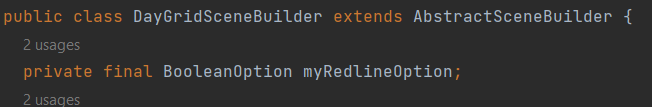 public class DayGridSceneBuilder extends AbstractSceneBuilder {
2 usages
private final BooleanOption myRedlineOption;
2 usages